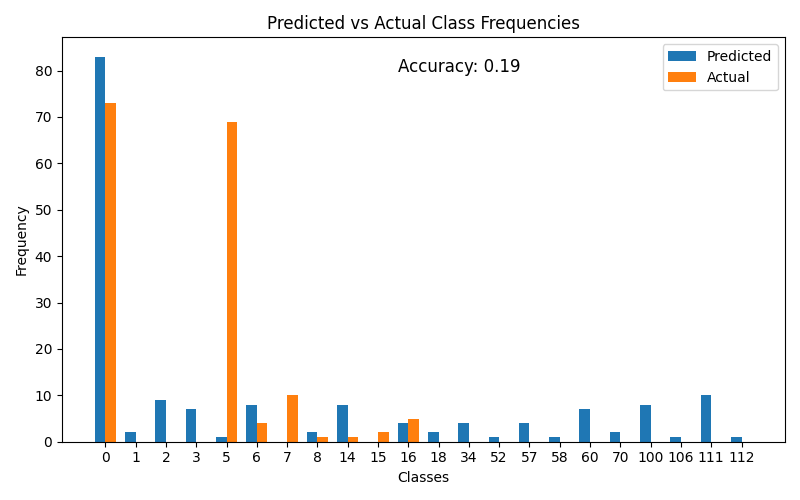 Predicted vs Actual Class Frequencies
Accuracy: 0.19
Predicted
Actual
Frequency
80
70
60
50
40
30
20
10
0
0 1 2 3 5 6 7 8 14 15 16 18 34 52 57 58 60 70 100 106 111 112
Classes